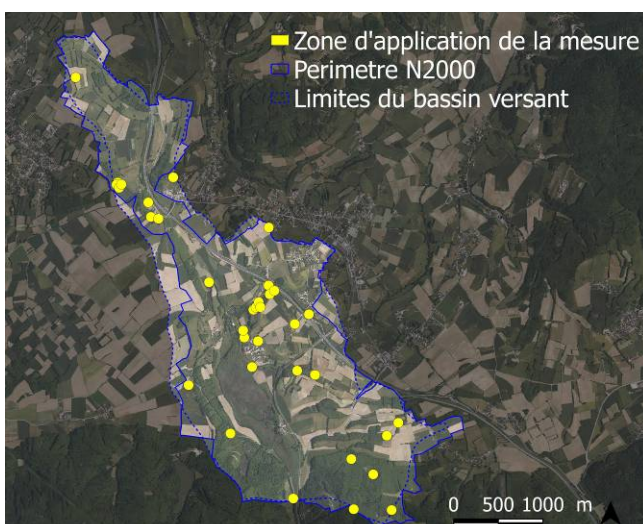 Zone d'application de la mesure
Perimetre N2000
Limites du bassin versant
0 500 1000 m